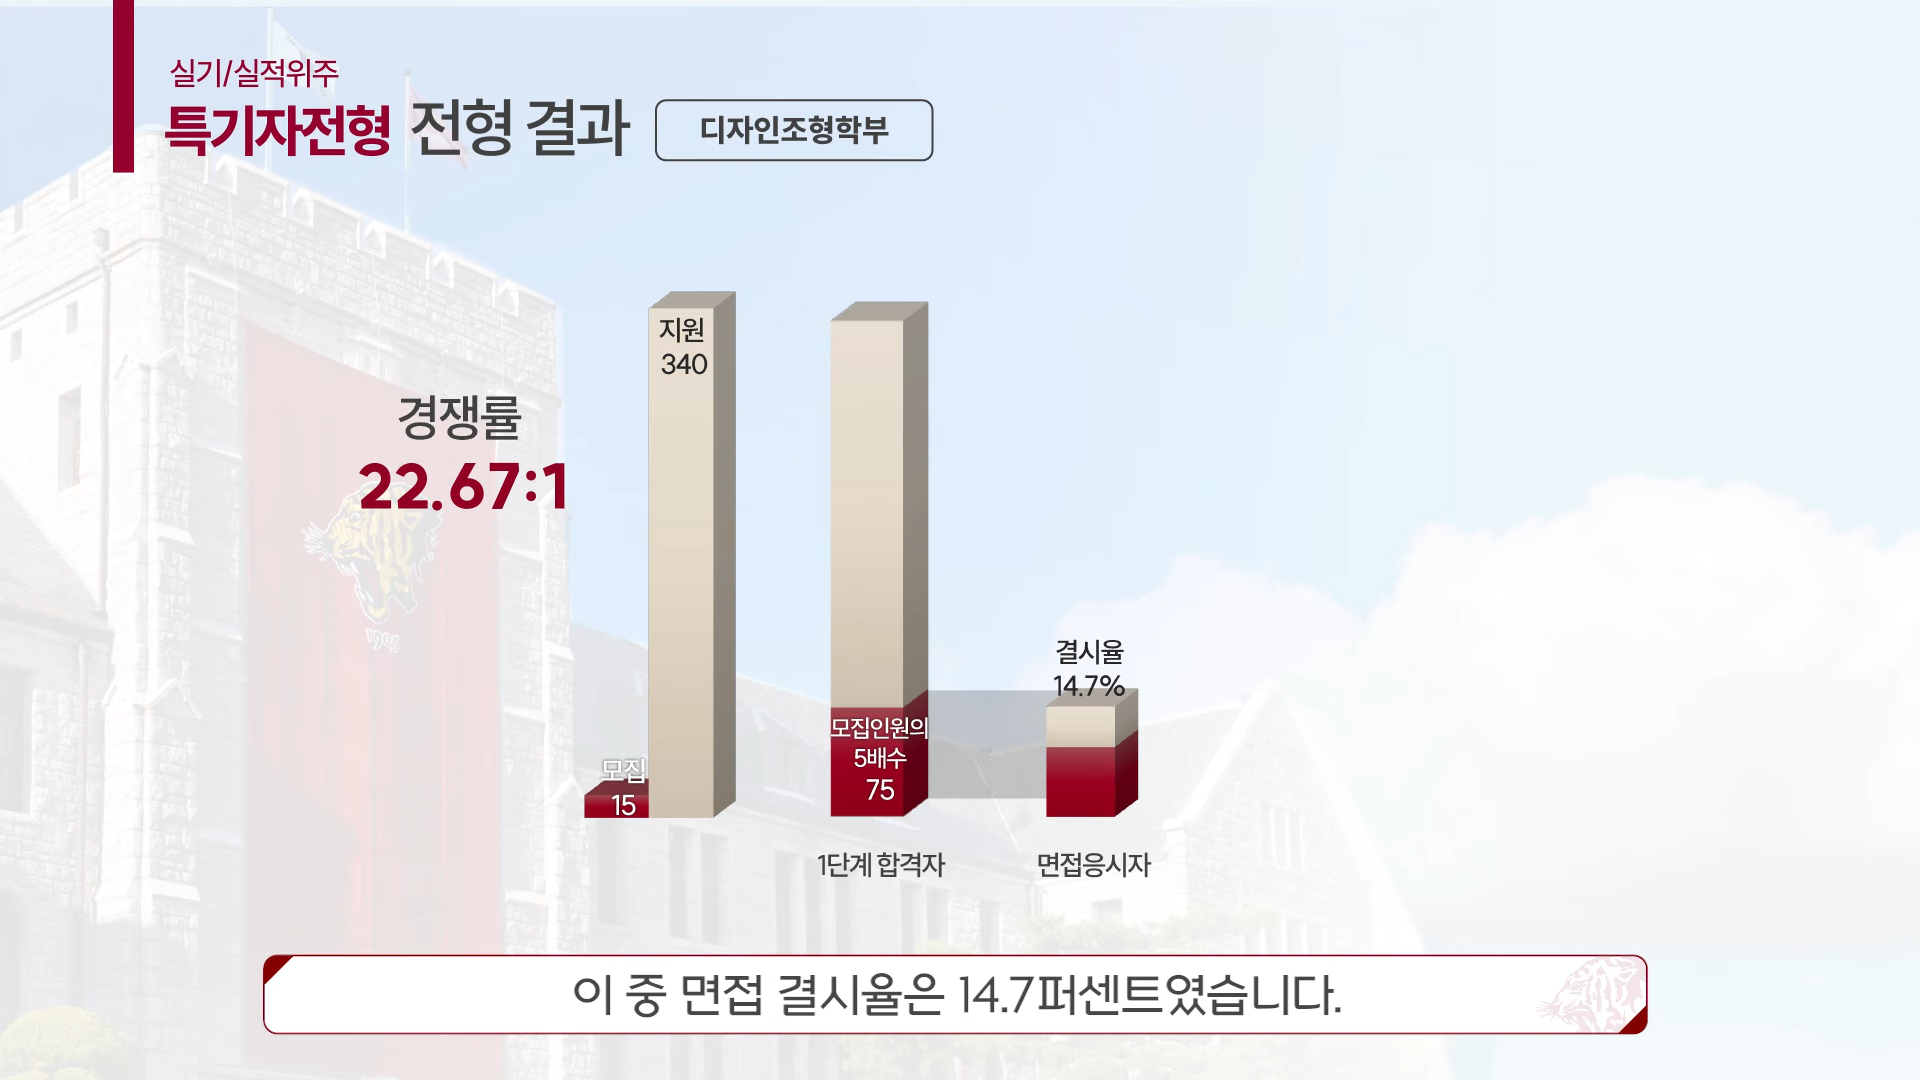 실기/실적위주
특기자전형 전형 결과
디자인조형학부
지원
340
경쟁률
22.67:1
1905
모집
15
모집인원의
5배수
75
결시율
14.7%
1단계 합격자
면접응시자
이 중 면접 결시율은 14.7퍼센트였습니다.